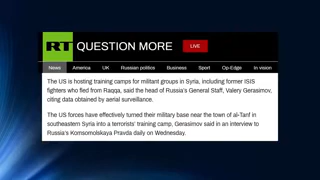 RT QUESTION MORE LIVE
News America UK Russian politics Business Sport Op-Edge In vision
The US is hosting training camps for militant groups in Syria, including former ISIS
fighters who fled from Raqqa, said the head of Russia's General Staff, Valery Gerasimov,
citing data obtained by aerial surveillance.
The US forces have effectively turned their military base near the town of al-Tanf in
southeastern Syria into a terrorists' training camp, Gerasimov said in an interview to
Russia's Komsomolskaya Pravda daily on Wednesday.